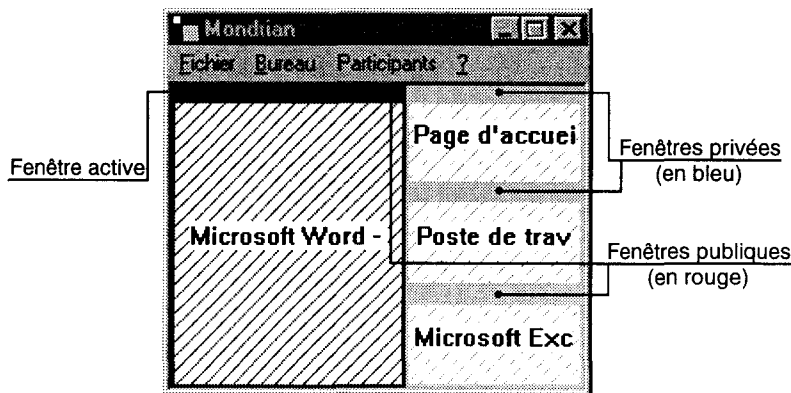 Mondrian
Fichier Bureau Participants ?
Page d'accuei
Fenêtres privées
(en bleu)
Fenêtre active
Microsoft Word -
Poste de trav
Fenêtres publiques
(en rouge)
Microsoft Exc